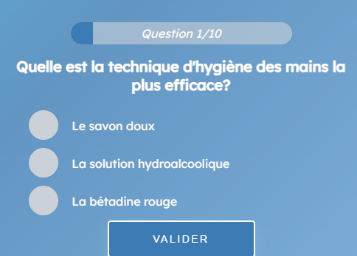 Question 1/10
Quelle est la technique d'hygiène des mains la
plus efficace?
Le savon doux
La solution hydroalcoolique
La bétadine rouge
VALIDER